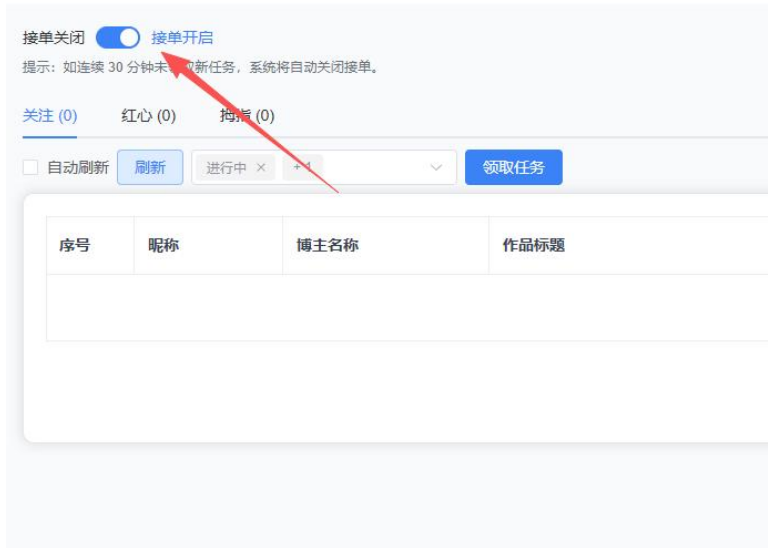 接单关闭 接单开启
提示：如连续 30 分钟未 取新任务，系统将自动关闭接单。
关注 (0) 红心 (0) 拇指 (0)
自动刷新 刷新 进行中 × + 1 领取任务
序号 昵称 博主名称 作品标题